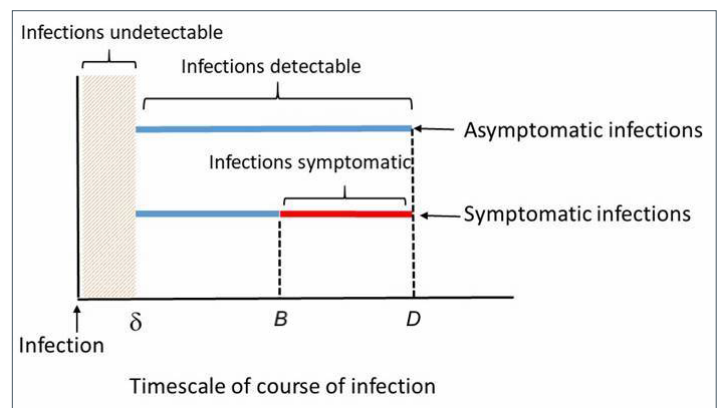 Infections undetectable
Infections detectable
Asymptomatic infections
Infections symptomatic
Symptomatic infections
δ B D
Infection
Timescale of course of infection